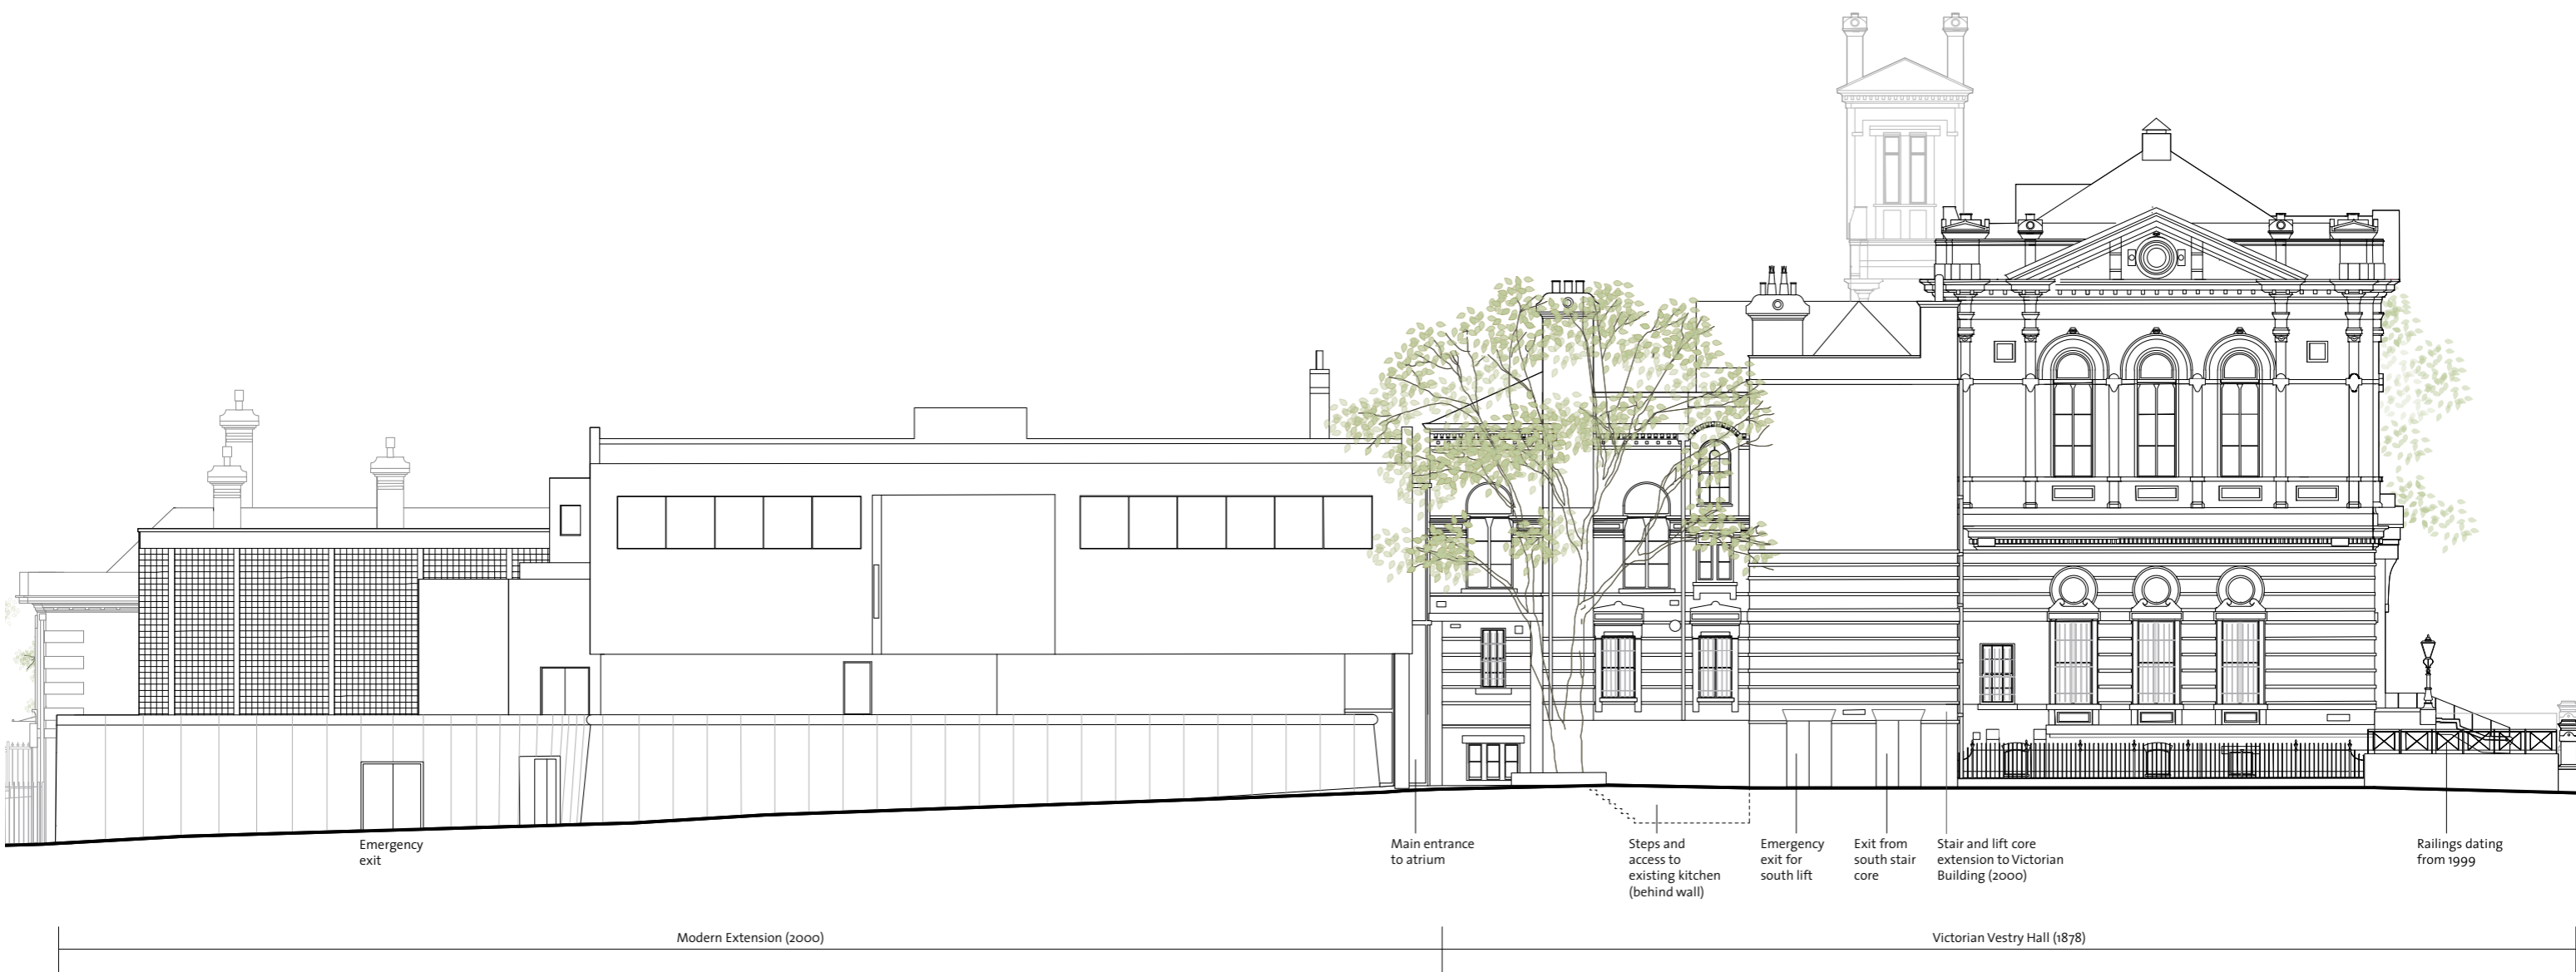 Emergency
exit
Main entrance
to atrium
Steps and
access to
existing kitchen
(behind wall)
Emergency
exit for
south lift
Exit from
south stair
core
Stair and lift core
extension to Victorian
Building (2000)
Railings dating
from 1999
Modern Extension (2000)
Victorian Vestry Hall (1878)